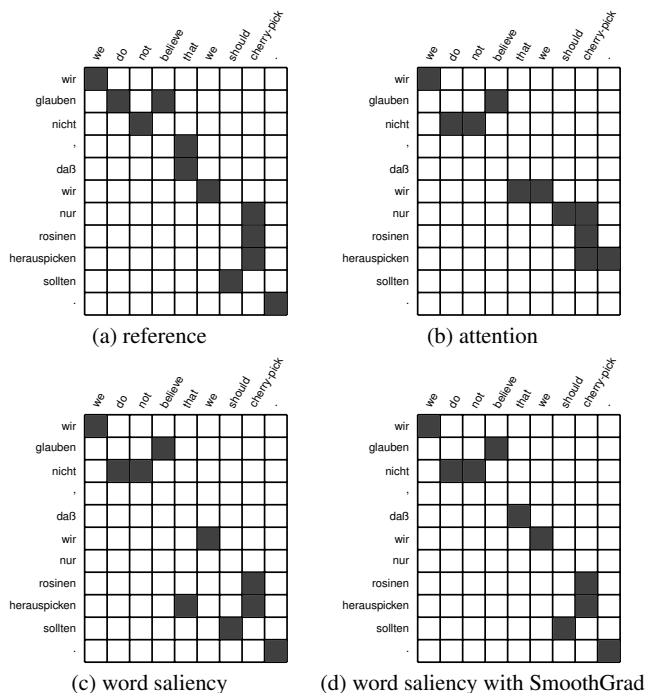 we do not believe that we should cherry-pick .
we do not believe that we should cherry-pick .
wir
wir
glauben
glauben
nicht
nicht
,
,
daß
daß
wir
wir
nur
nur
rosinen
rosinen
herauspicken
herauspicken
sollten
sollten
.
.
(a) reference
(b) attention
we do not believe that we should cherry-pick .
we do not believe that we should cherry-pick .
wir
wir
glauben
glauben
nicht
nicht
,
,
daß
daß
wir
wir
nur
nur
rosinen
rosinen
herauspicken
herauspicken
sollten
sollten
.
.
(c) word saliency
(d) word saliency with SmoothGrad